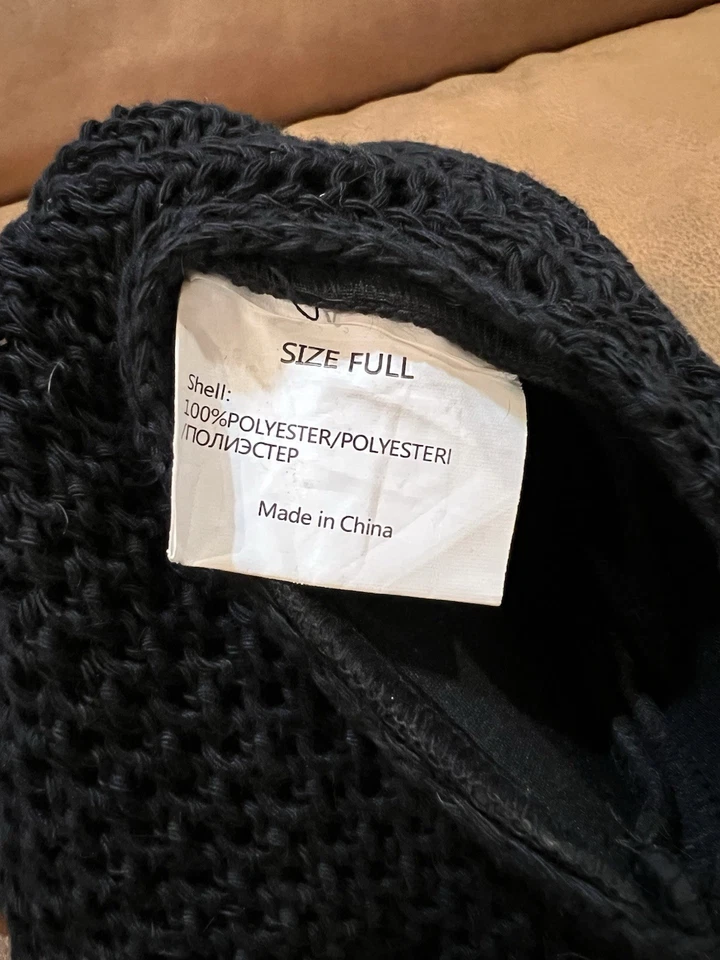 SIZE FULL
Shell:
100%POLYESTER/POLYESTERI
/ПОЛИЭСТЕР
Made in China